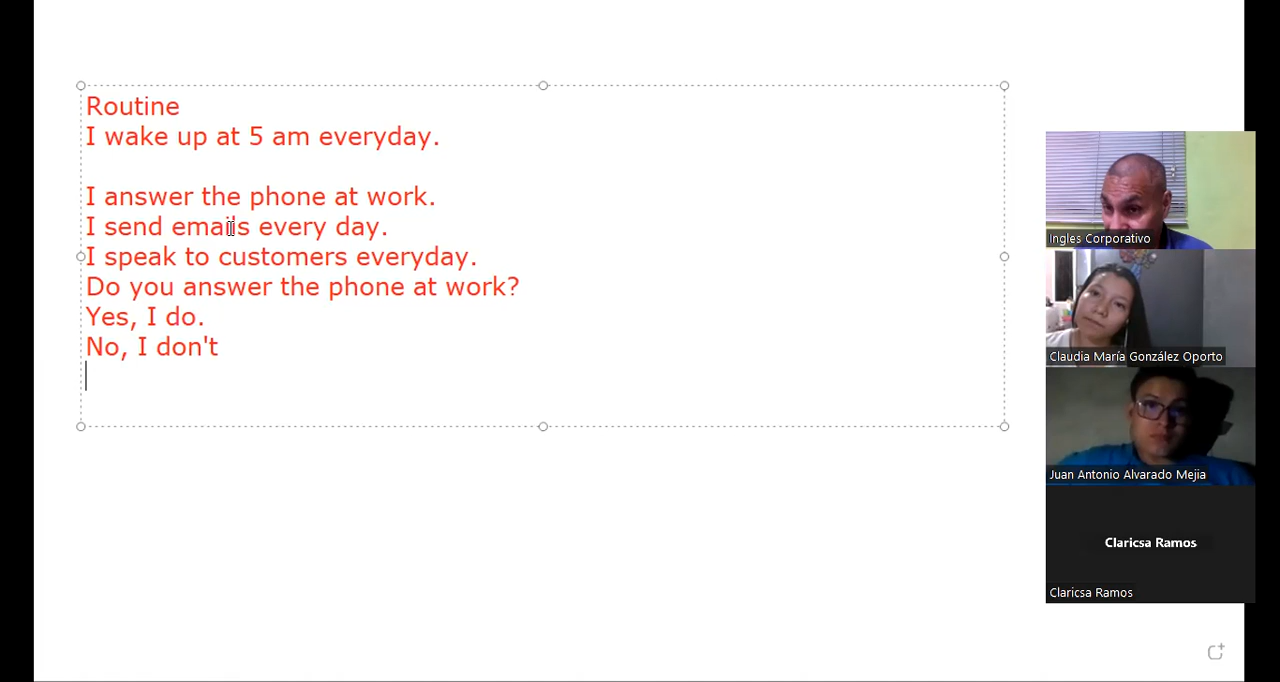 Routine
I wake up at 5 am everyday.
I answer the phone at work.
I send emails every day.
I speak to customers everyday.
Do you answer the phone at work?
Yes, I do.
No, I don't
Ingles Corporativo
Claudia María González Oporto
Juan Antonio Alvarado Mejia
Claricsa Ramos
Claricsa Ramos